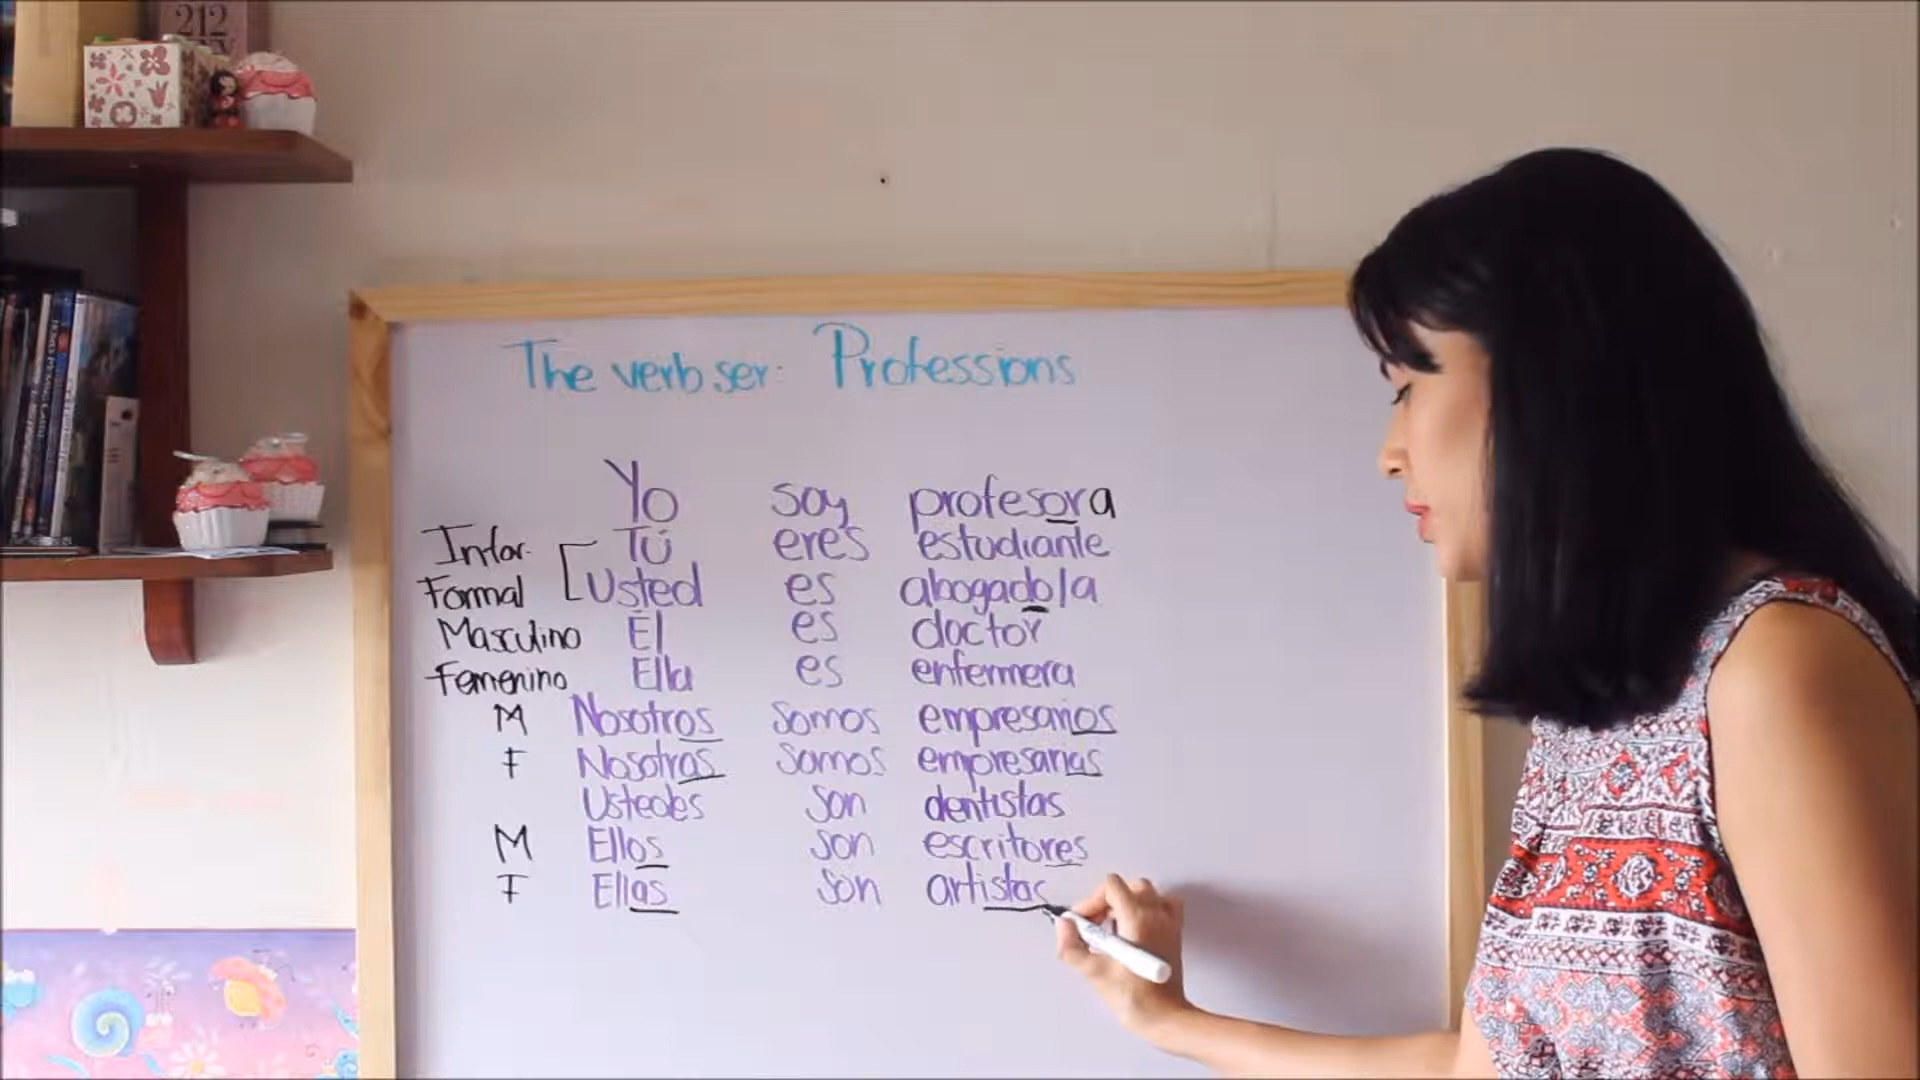 212
The verb ser: Professions
Yo soy profesora
Infor. Tú eres estudiante
Formal Usted es abogado/a
Masculino Él es doctor
Femenino Ella es enfermera
M Nosotros somos empresarios
F Nosotras somos empresarias
Ustedes son dentistas
M Ellos son escritores
F Ellas son artistas